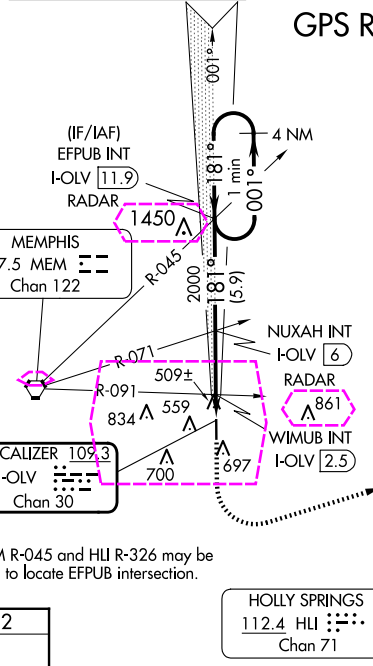 GPS R
001°
(IF/IAF)
EFPUB INT
I-OLV 11.9
RADAR
4 NM
181°
1 min
001°
1450
MEMPHIS
7.5 MEM
Chan 122
R-045
2000
181°
(5.9)
NUXAH INT
I-OLV 6
RADAR
R-071
R-091
509±
861
834
559
WIMUB INT
I-OLV 2.5
CALIZER 109.3
-OLV
Chan 30
700
697
M R-045 and HLI R-326 may be
to locate EFPUB intersection.
2
HOLLY SPRINGS
112.4 HLI
Chan 71